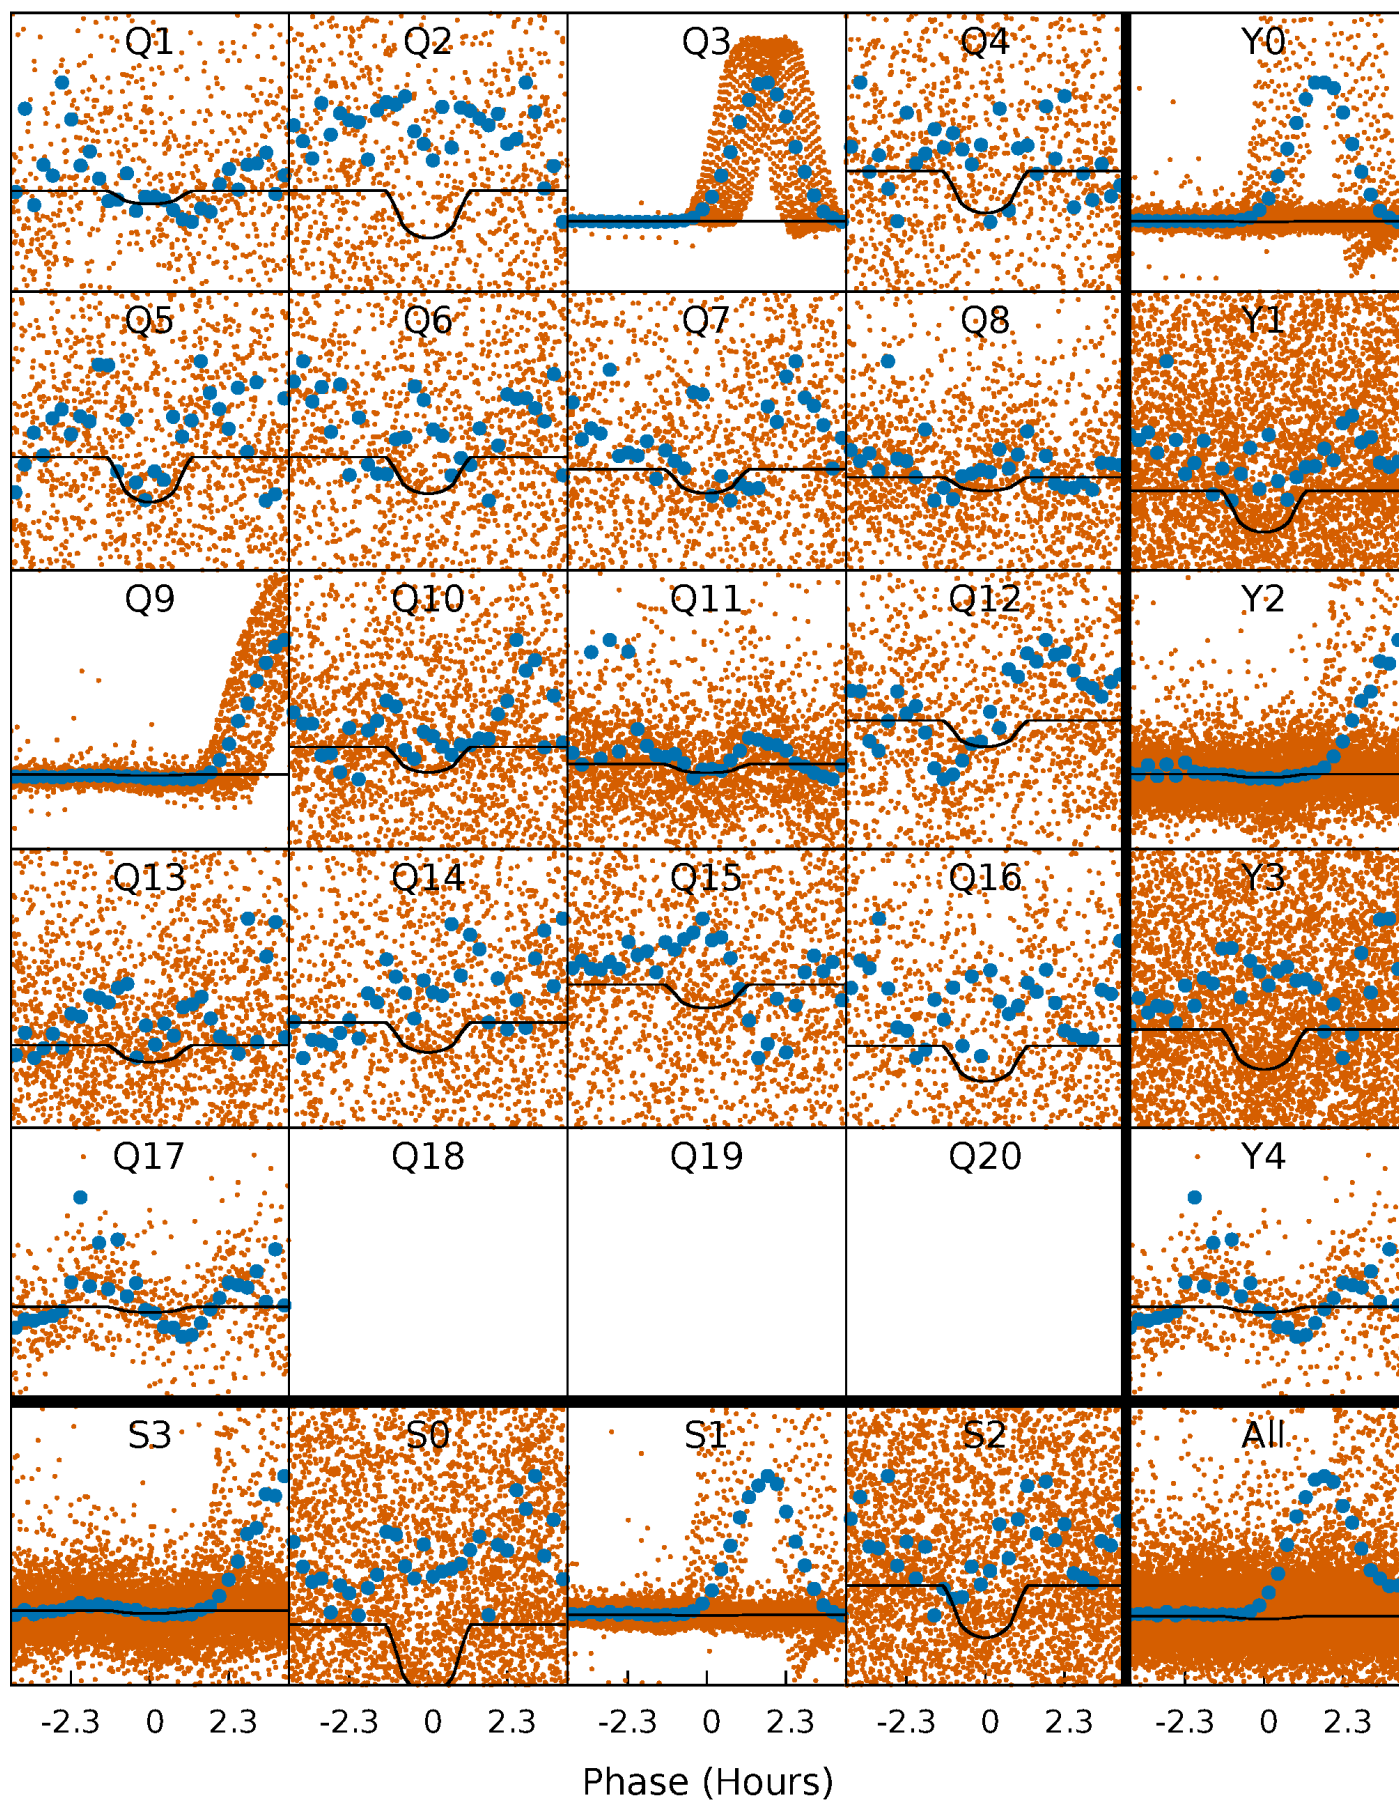 Q1 Q2 Q3 Q4 Y0
Q5 Q6 Q7 Q8 Y1
Q9 Q10 Q11 Q12 Y2
Q13 Q14 Q15 Q16 Y3
Q17 Q18 Q19 Q20 Y4
S3 S0 S1 S2 All
-2.3 0 2.3 -2.3 0 2.3 -2.3 0 2.3 -2.3 0 2.3 -2.3 0 2.3
Phase (Hours)